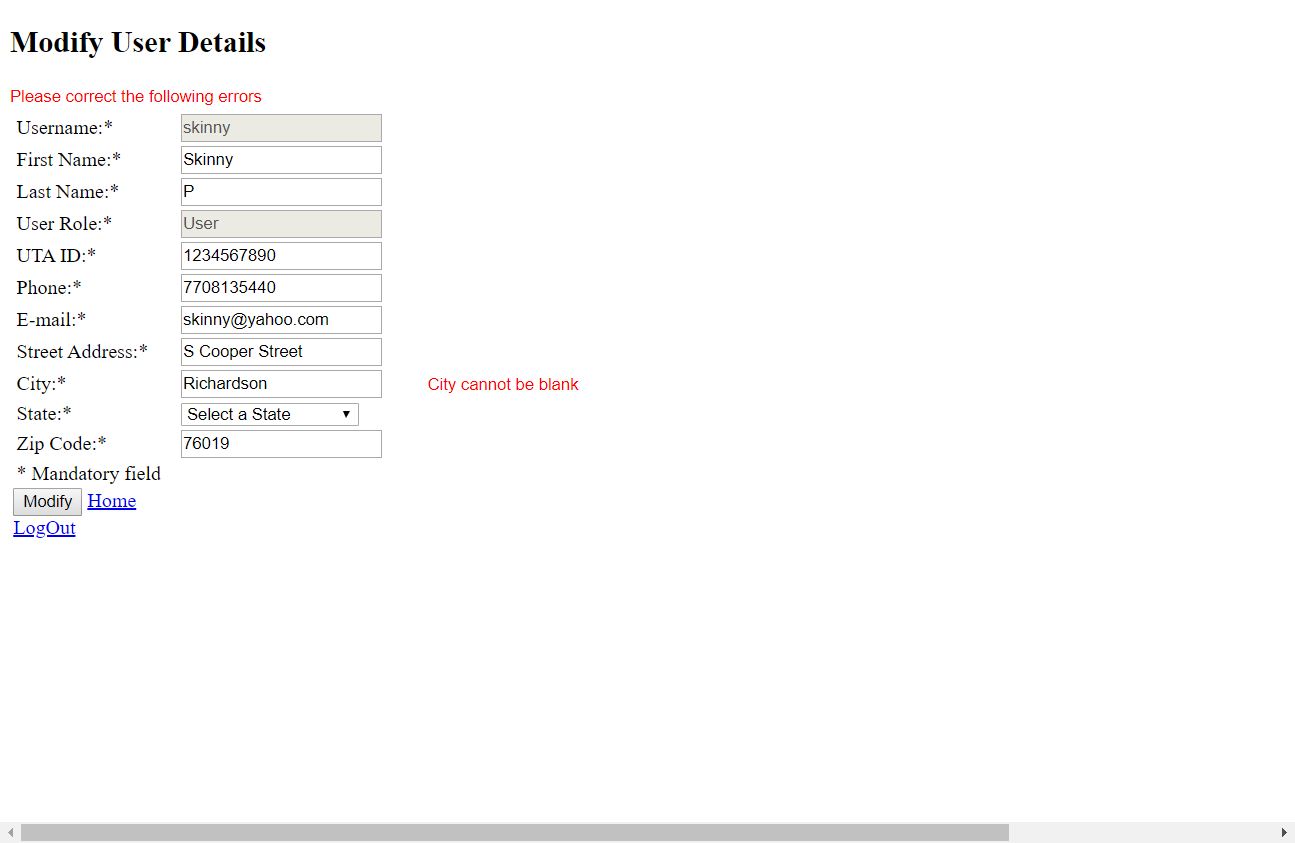 Modify User Details
Please correct the following errors
Username:* skinny
First Name:* Skinny
Last Name:* P
User Role:* User
UTA ID:* 1234567890
Phone:* 7708135440
E-mail:* skinny@yahoo.com
Street Address:* S Cooper Street
City:* Richardson City cannot be blank
State:* Select a State
Zip Code:* 76019
* Mandatory field
Modify Home
LogOut